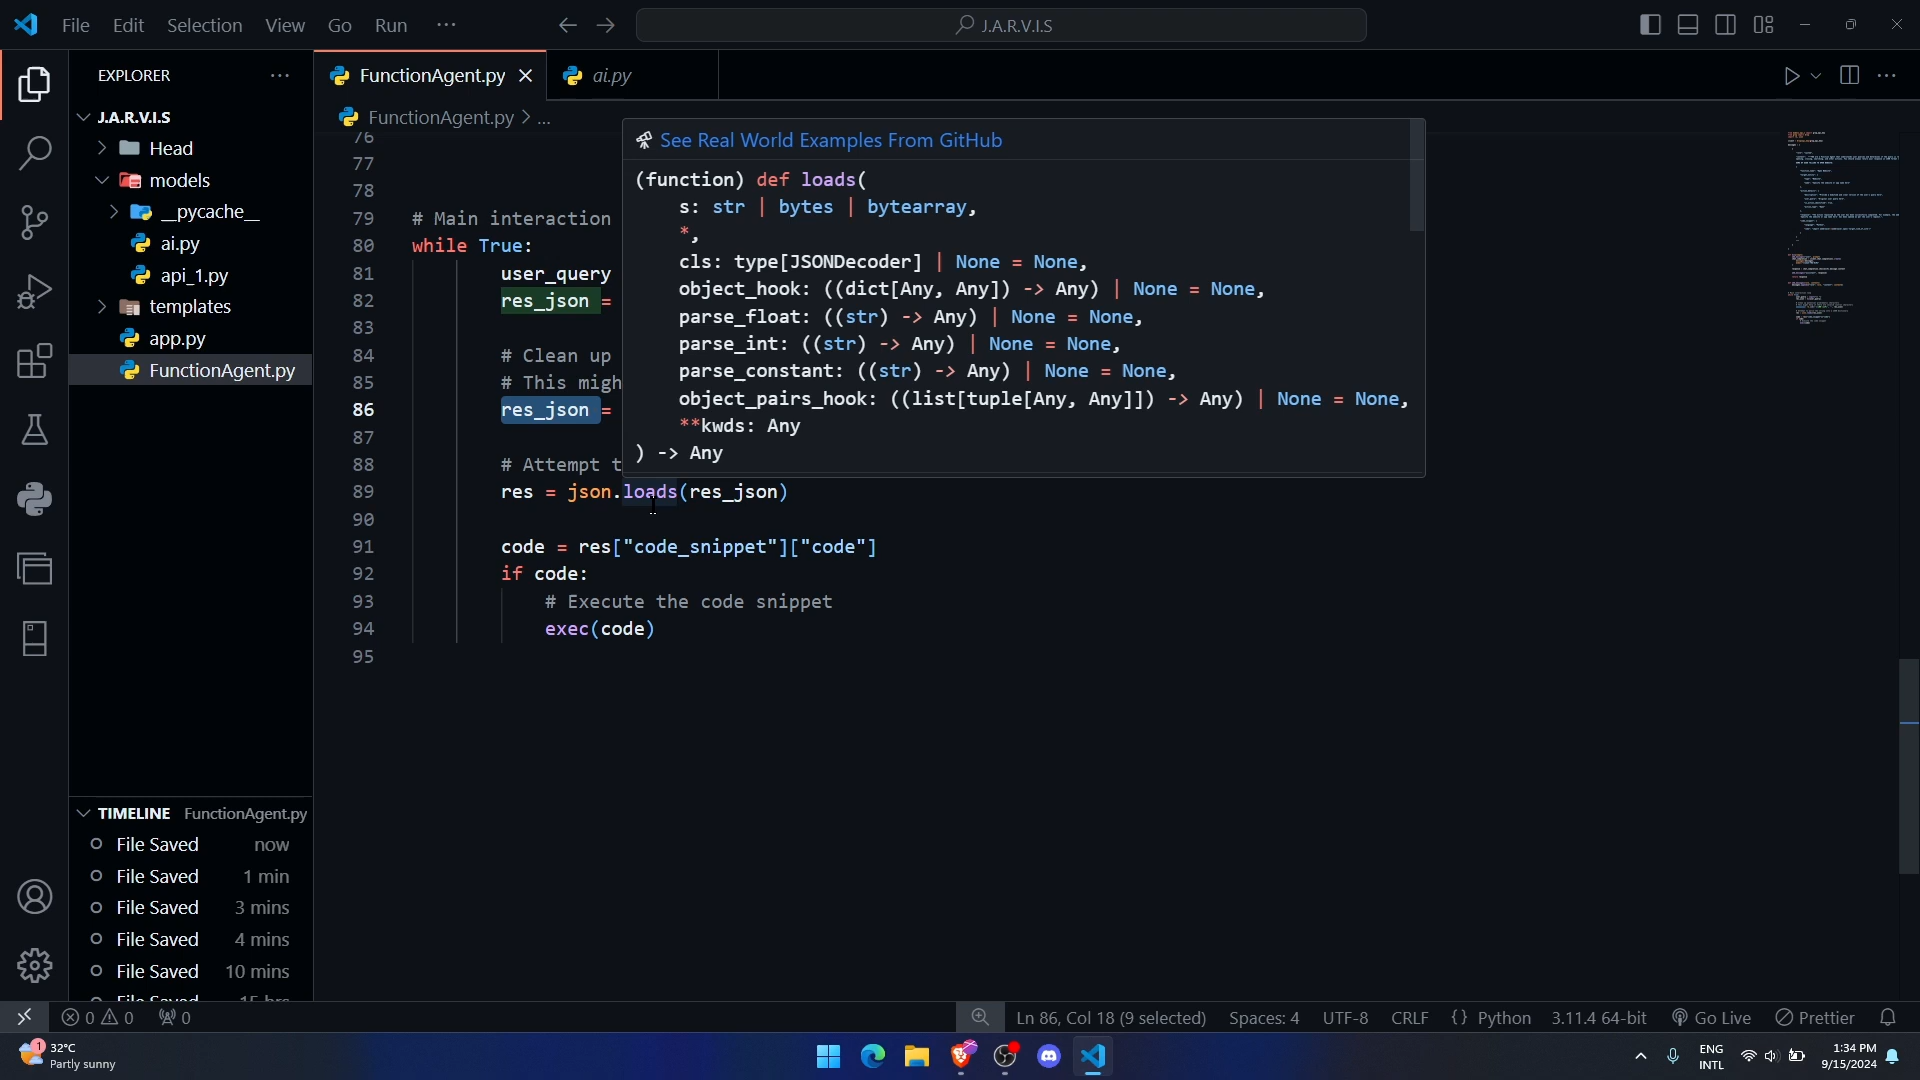 File Edit Selection View Go Run ···
J.A.R.V.I.S
EXPLORER ···
J.A.R.V.I.S
Head
models
__pycache__
ai.py
api_1.py
templates
app.py
FunctionAgent.py
TIMELINE FunctionAgent.py
File Saved now
File Saved 1 min
File Saved 3 mins
File Saved 4 mins
File Saved 10 mins
File Saved 15 hrs
FunctionAgent.py
ai.py
FunctionAgent.py > ...
76
77
78
79 # Main interaction
80 while True:
81 user_query
82 res_json =
83
84 # Clean up
85 # This migh
86 res_json =
87
88 # Attempt t
89 res = json.loads(res_json)
90
91 code = res["code_snippet"]["code"]
92 if code:
93 # Execute the code snippet
94 exec(code)
95
See Real World Examples From GitHub
(function) def loads(
s: str | bytes | bytearray,
*,
cls: type[JSONDecoder] | None = None,
object_hook: ((dict[Any, Any]) -> Any) | None = None,
parse_float: ((str) -> Any) | None = None,
parse_int: ((str) -> Any) | None = None,
parse_constant: ((str) -> Any) | None = None,
object_pairs_hook: ((list[tuple[Any, Any]]) -> Any) | None = None,
**kwds: Any
) -> Any
0 0 0
Ln 86, Col 18 (9 selected) Spaces: 4 UTF-8 CRLF {} Python 3.11.4 64-bit Go Live Prettier
1
32°C
Partly sunny
ENG
INTL
1:34 PM
9/15/2024